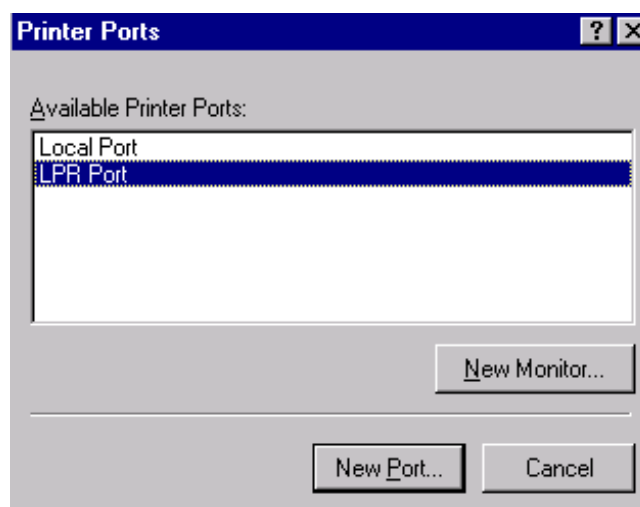 Printer Ports
Available Printer Ports:
Local Port
LPR Port
New Monitor...
New Port...
Cancel